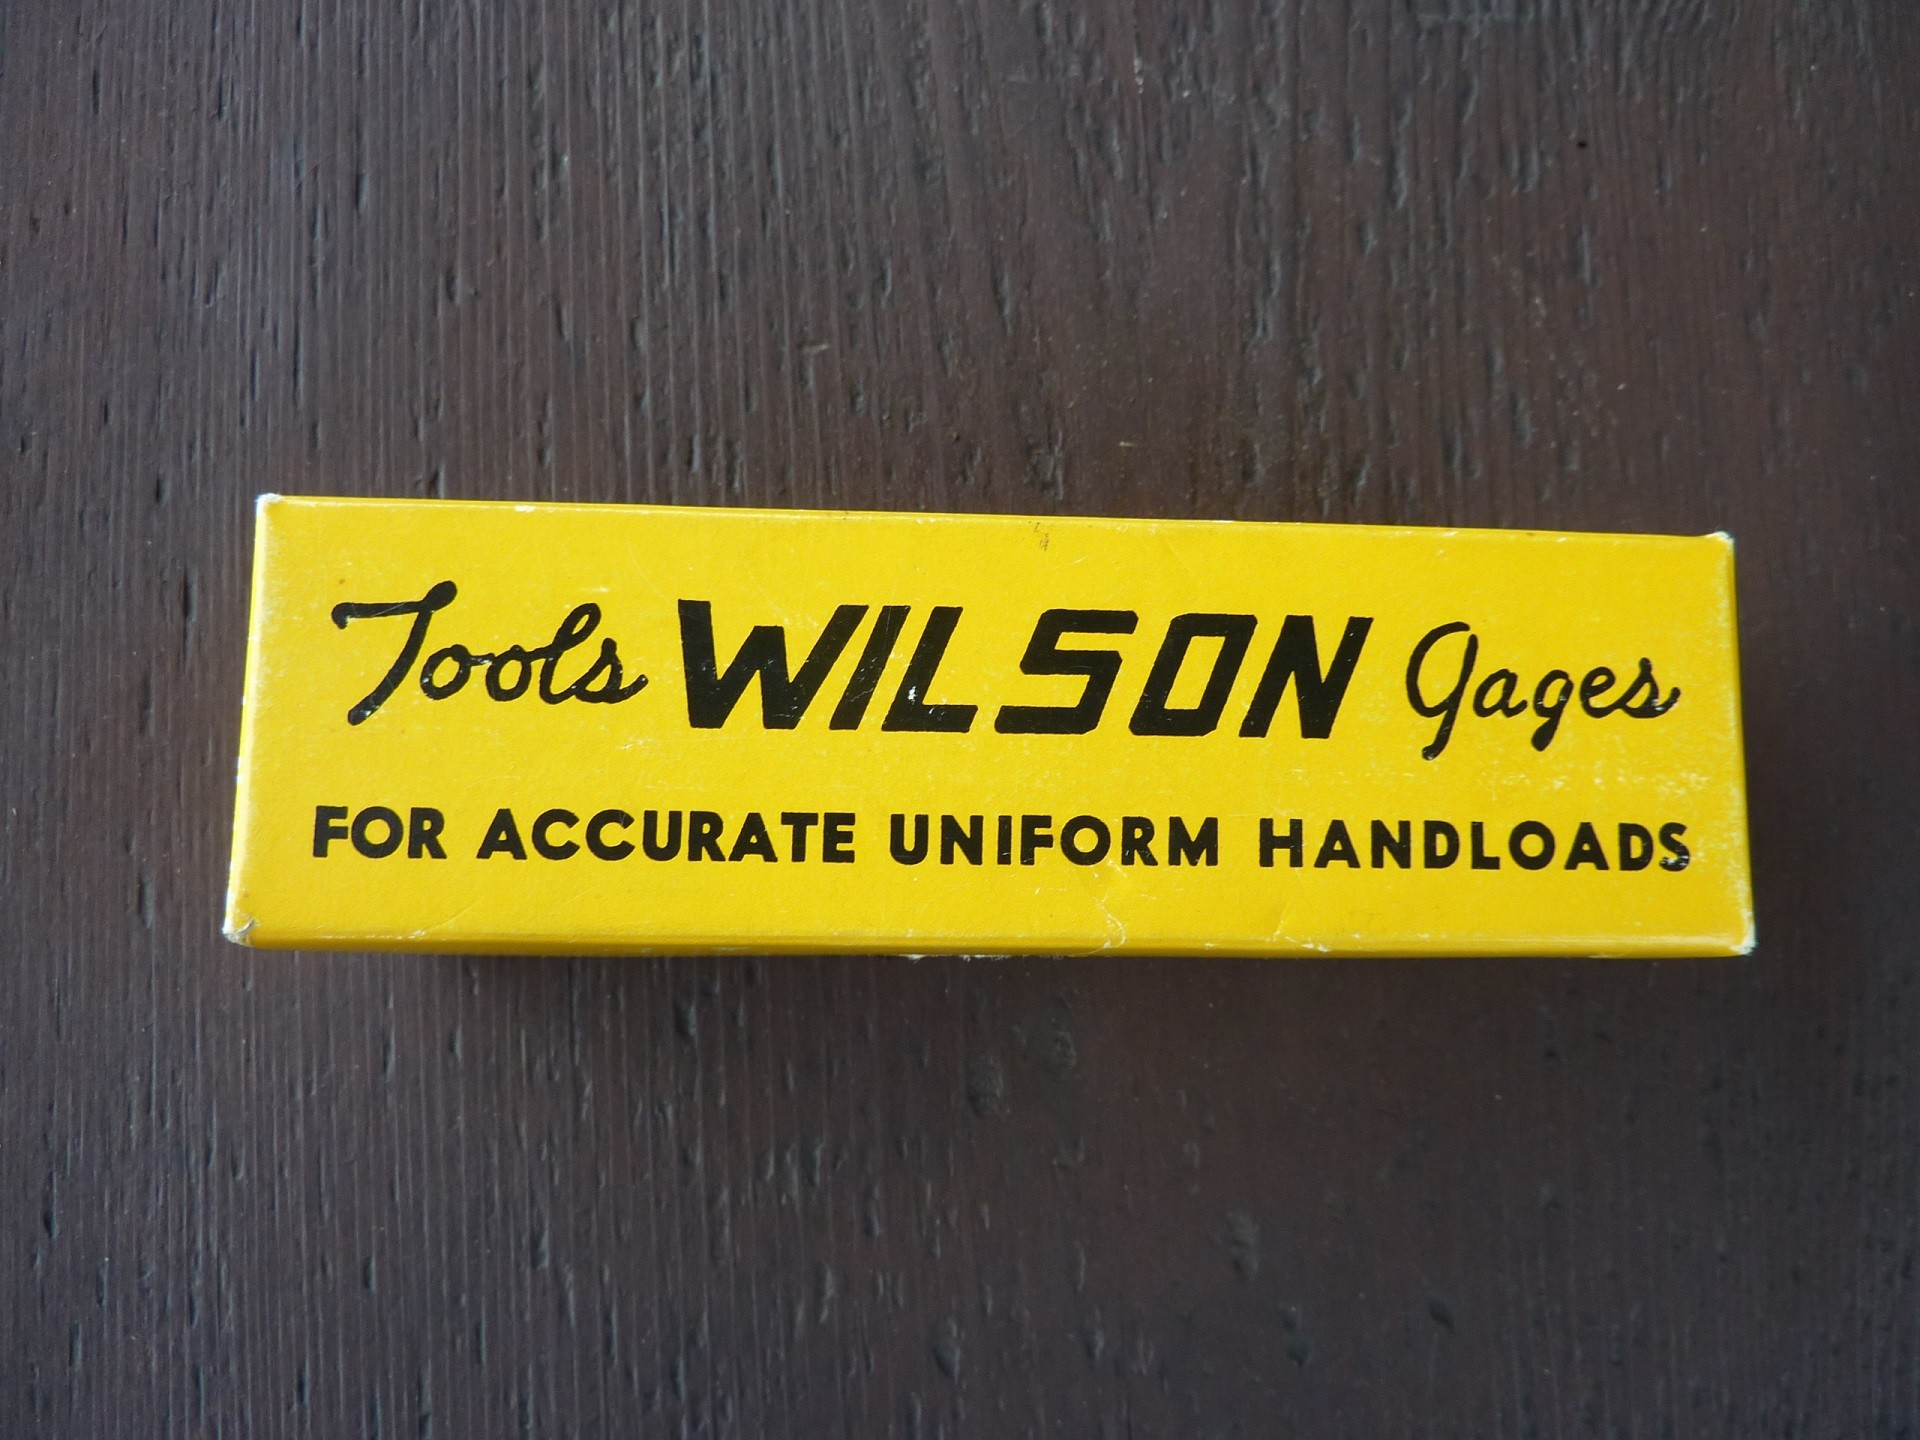 Tools WILSON Gages
FOR ACCURATE UNIFORM HANDLOADS